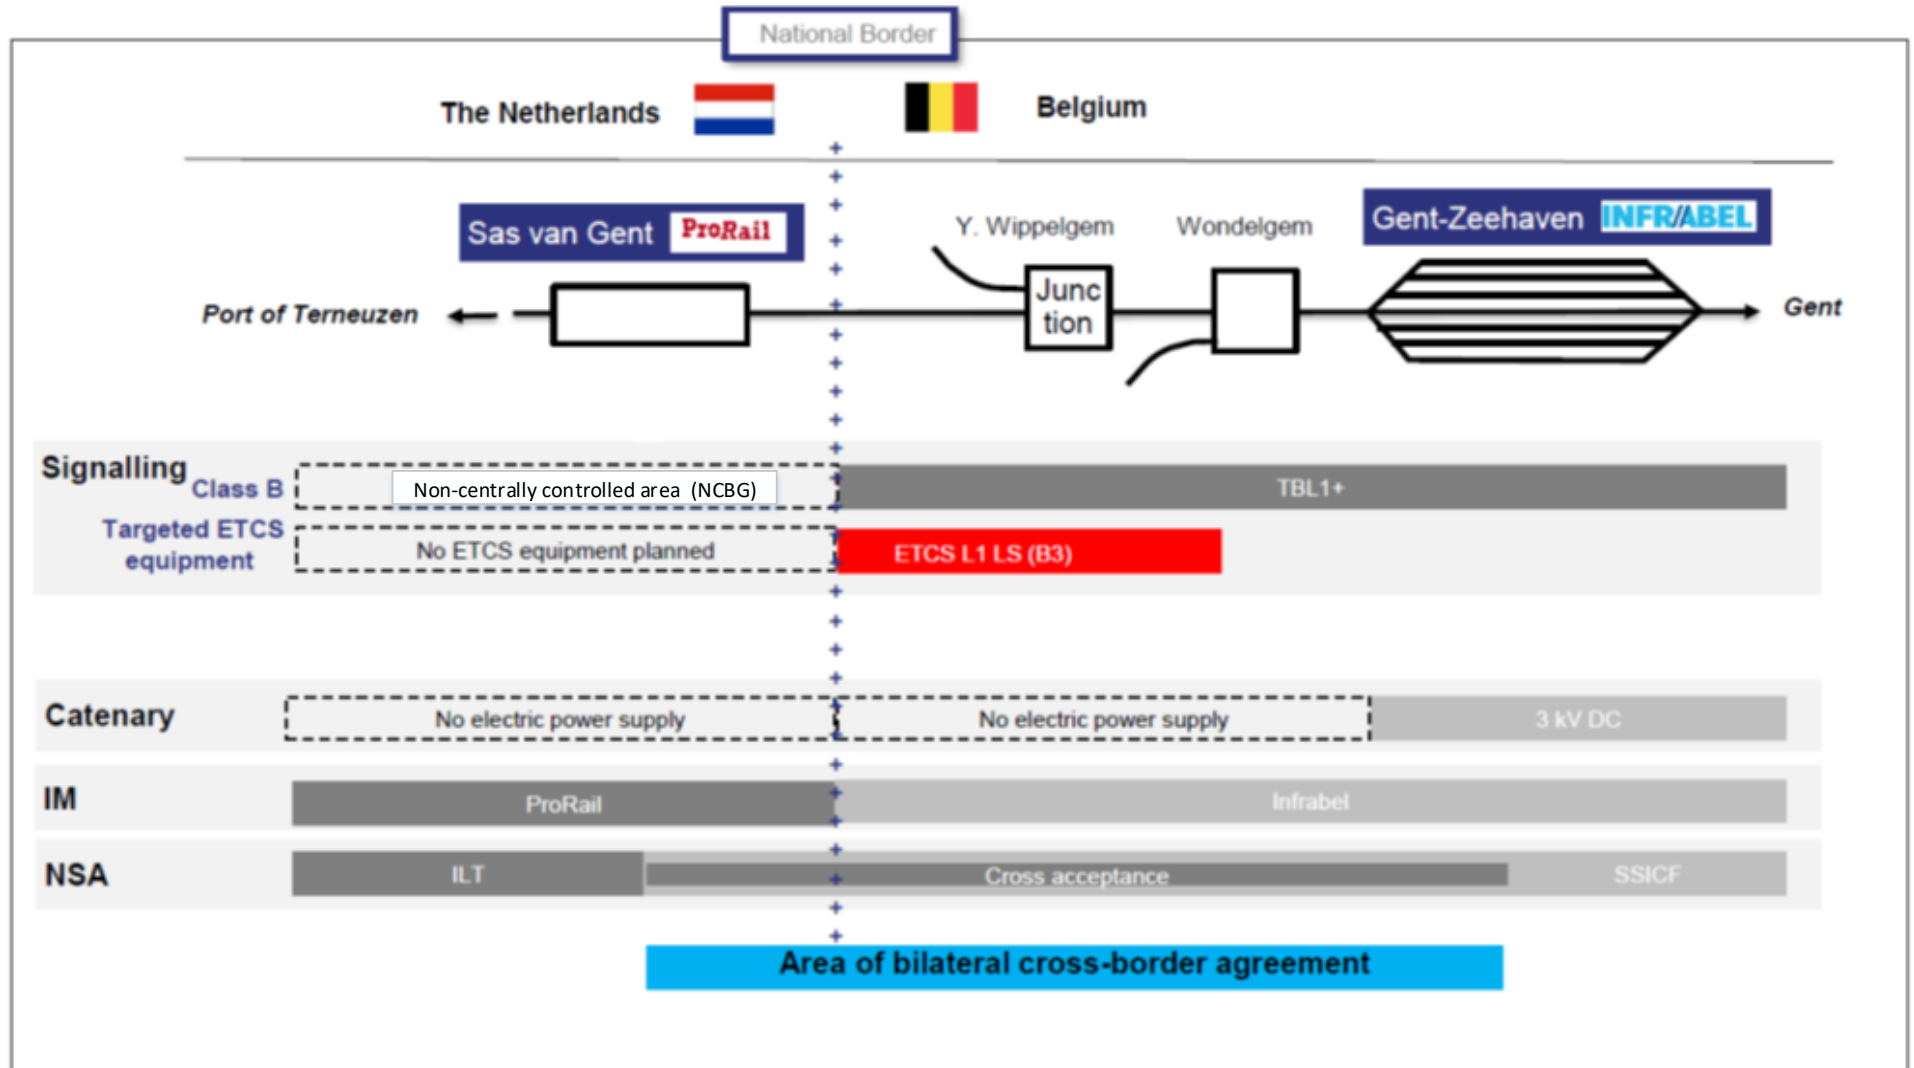 National Border
The Netherlands
Belgium
Sas van Gent ProRail
Y. Wippelgem
Wondelgem
Gent-Zeehaven INFRABEL
Port of Terneuzen
Junc
tion
Gent
Signalling
Class B
Non-centrally controlled area (NCBG)
TBL1+
Targeted ETCS
equipment
No ETCS equipment planned
ETCS L1 LS (B3)
Catenary
No electric power supply
No electric power supply
3 kV DC
IM
ProRail
Infrabel
NSA
ILT
Cross acceptance
SSICF
Area of bilateral cross-border agreement